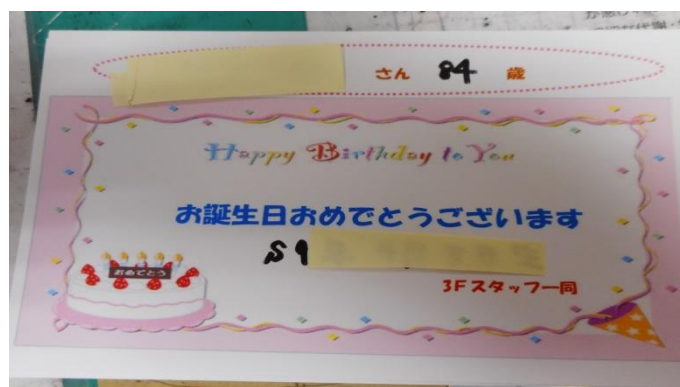 さん 84 歳
Happy Birthday to You
お誕生日おめでとうございます
S9
おめでとう
3Fスタッフ一同